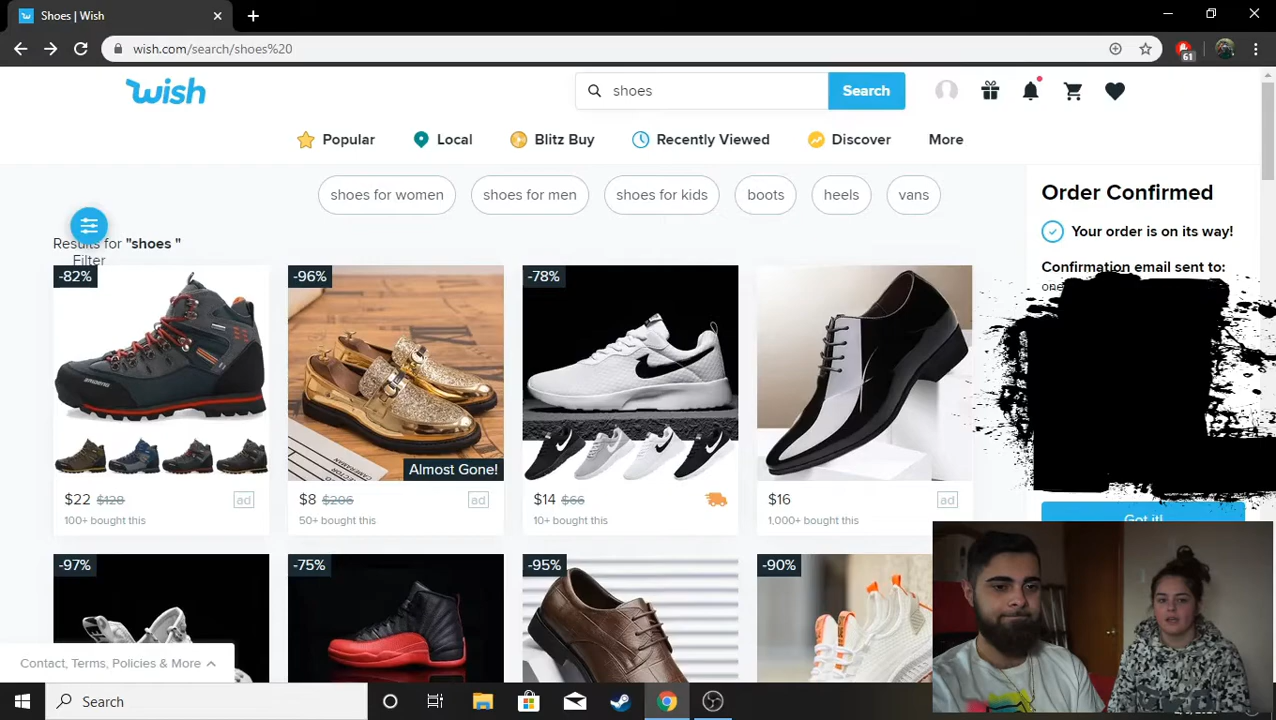 Shoes | Wish
wish.com/search/shoes%20
61
wish
shoes
Search
Popular
Local
Blitz Buy
Recently Viewed
Discover
More
shoes for women
shoes for men
shoes for kids
boots
heels
vans
Order Confirmed
Your order is on its way!
Confirmation email sent to:
Results for "shoes "
Filter
-82%
-96%
-78%
Almost Gone!
$22 $128 ad
100+ bought this
$8 $206 ad
50+ bought this
$14 $66
10+ bought this
$16 ad
1,000+ bought this
Got it!
-97%
-75%
-95%
-90%
Contact, Terms, Policies & More
Search